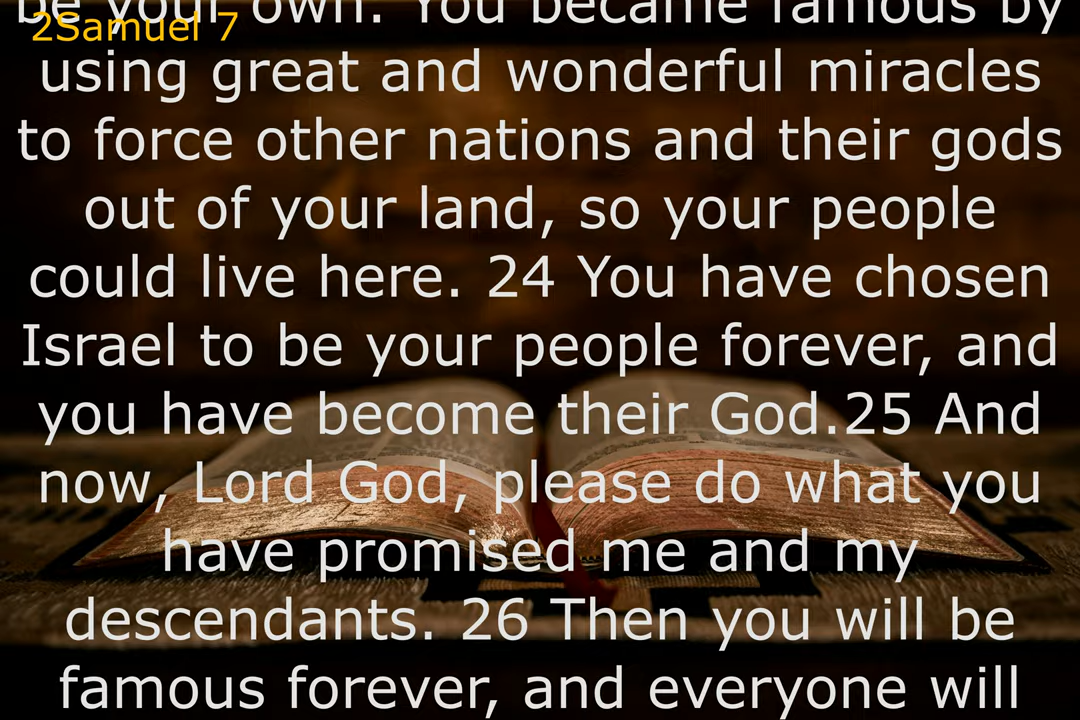 be your own. You became famous by
2Samuel 7
using great and wonderful miracles
to force other nations and their gods
out of your land, so your people
could live here. 24 You have chosen
Israel to be your people forever, and
you have become their God.25 And
now, Lord God, please do what you
have promised me and my
descendants. 26 Then you will be
famous forever, and everyone will